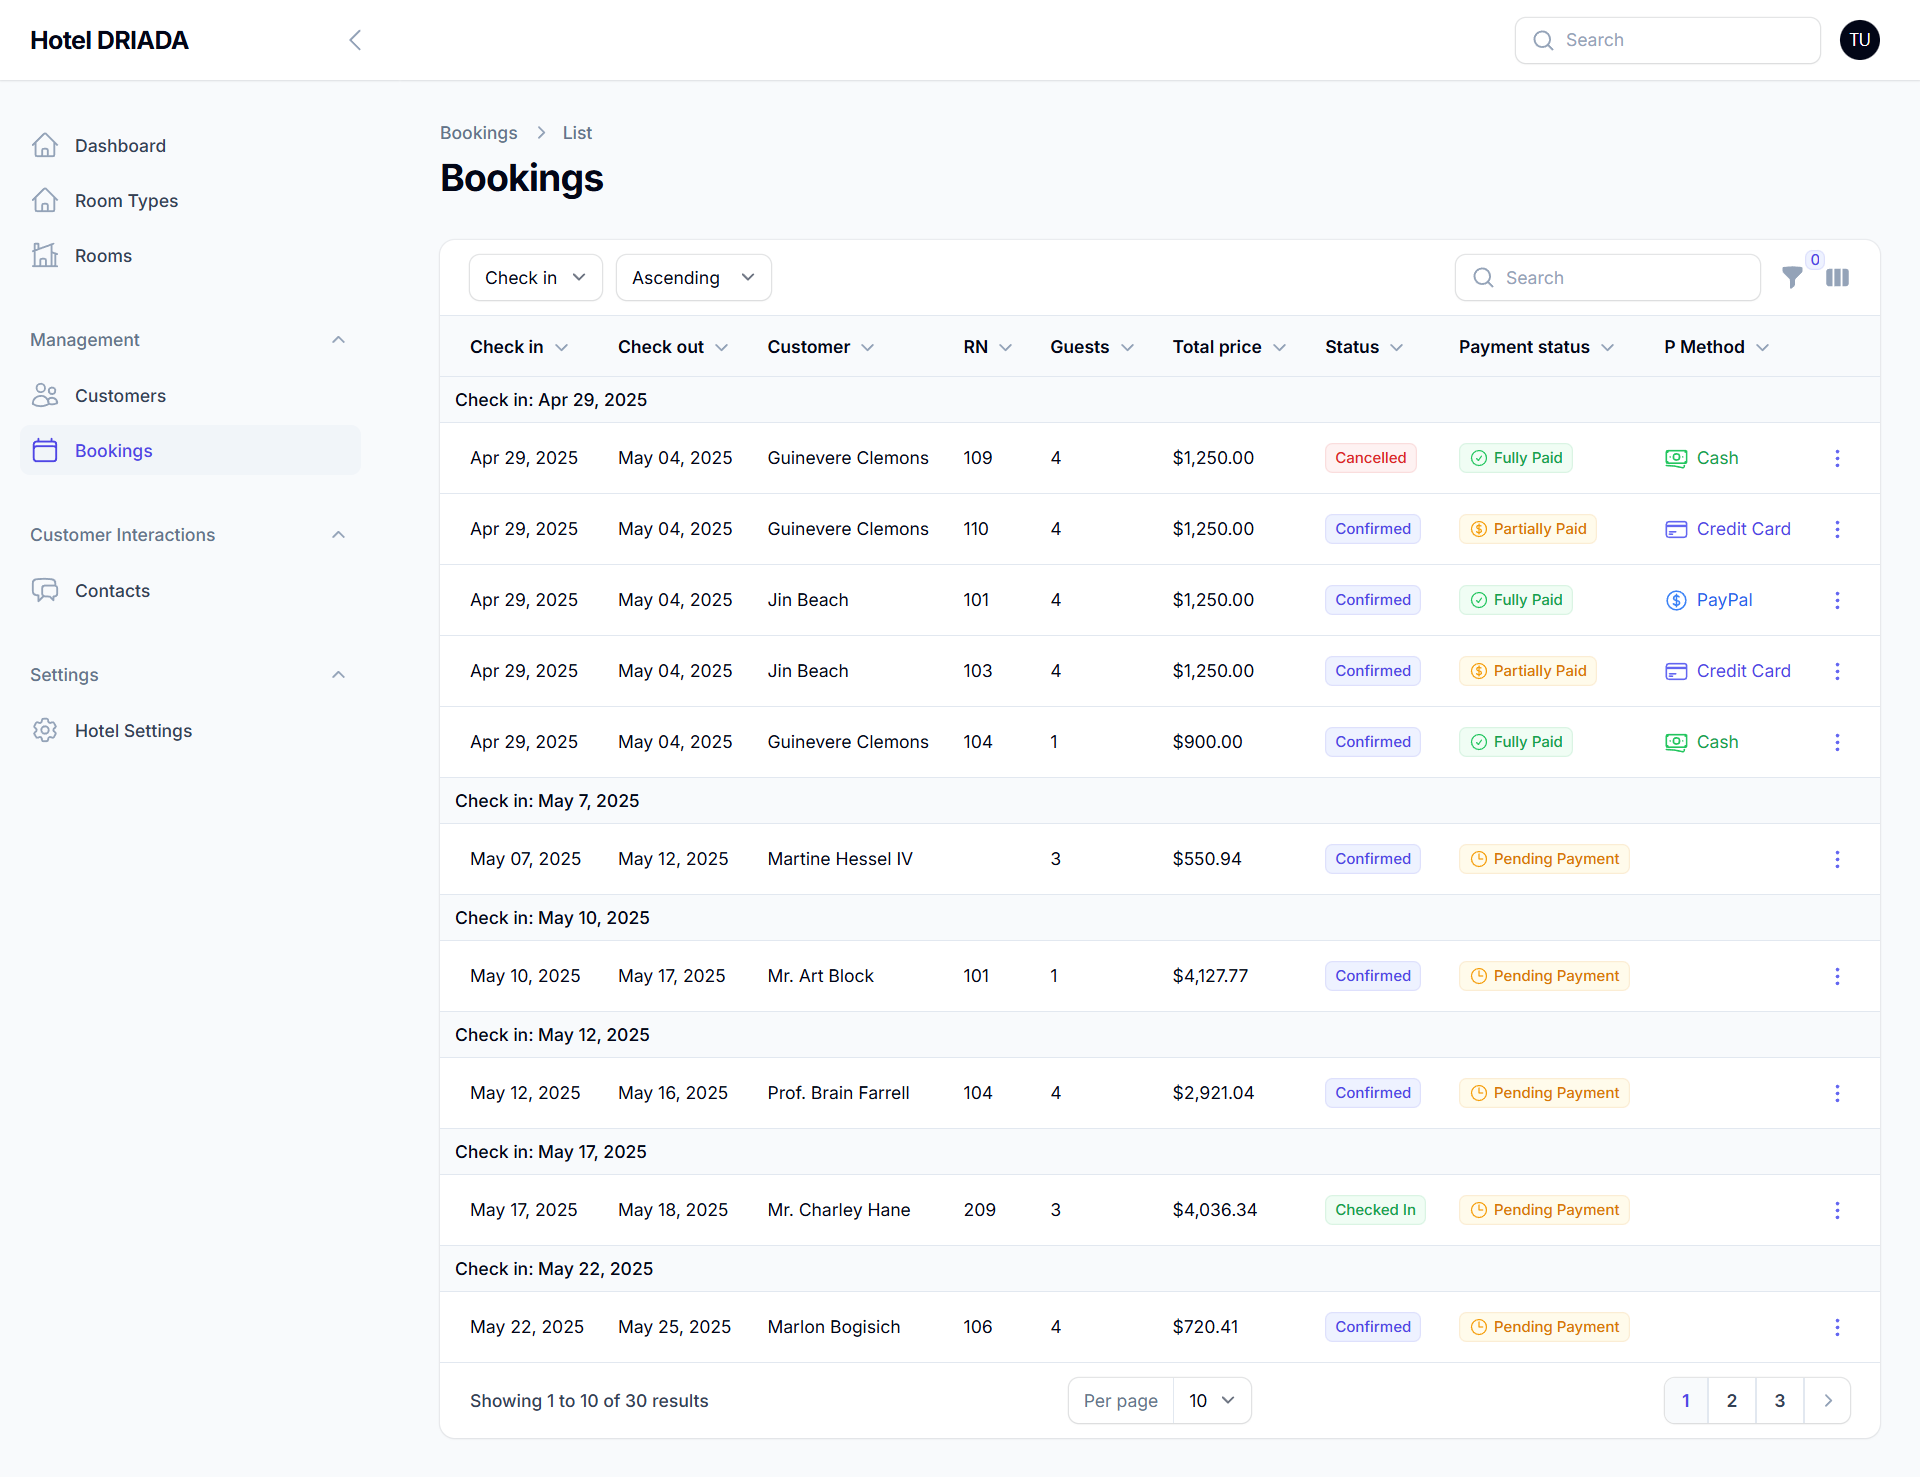 Hotel DRIADA
Search
TU
Dashboard
Room Types
Rooms
Management
Customers
Bookings
Customer Interactions
Contacts
Settings
Hotel Settings
Bookings > List
Bookings
Check in Ascending Search 0
Check in Check out Customer RN Guests Total price Status Payment status P Method
Check in: Apr 29, 2025
Apr 29, 2025 May 04, 2025 Guinevere Clemons 109 4 $1,250.00 Cancelled Fully Paid Cash
Apr 29, 2025 May 04, 2025 Guinevere Clemons 110 4 $1,250.00 Confirmed Partially Paid Credit Card
Apr 29, 2025 May 04, 2025 Jin Beach 101 4 $1,250.00 Confirmed Fully Paid PayPal
Apr 29, 2025 May 04, 2025 Jin Beach 103 4 $1,250.00 Confirmed Partially Paid Credit Card
Apr 29, 2025 May 04, 2025 Guinevere Clemons 104 1 $900.00 Confirmed Fully Paid Cash
Check in: May 7, 2025
May 07, 2025 May 12, 2025 Martine Hessel IV 3 $550.94 Confirmed Pending Payment
Check in: May 10, 2025
May 10, 2025 May 17, 2025 Mr. Art Block 101 1 $4,127.77 Confirmed Pending Payment
Check in: May 12, 2025
May 12, 2025 May 16, 2025 Prof. Brain Farrell 104 4 $2,921.04 Confirmed Pending Payment
Check in: May 17, 2025
May 17, 2025 May 18, 2025 Mr. Charley Hane 209 3 $4,036.34 Checked In Pending Payment
Check in: May 22, 2025
May 22, 2025 May 25, 2025 Marlon Bogisich 106 4 $720.41 Confirmed Pending Payment
Showing 1 to 10 of 30 results Per page 10 1 2 3